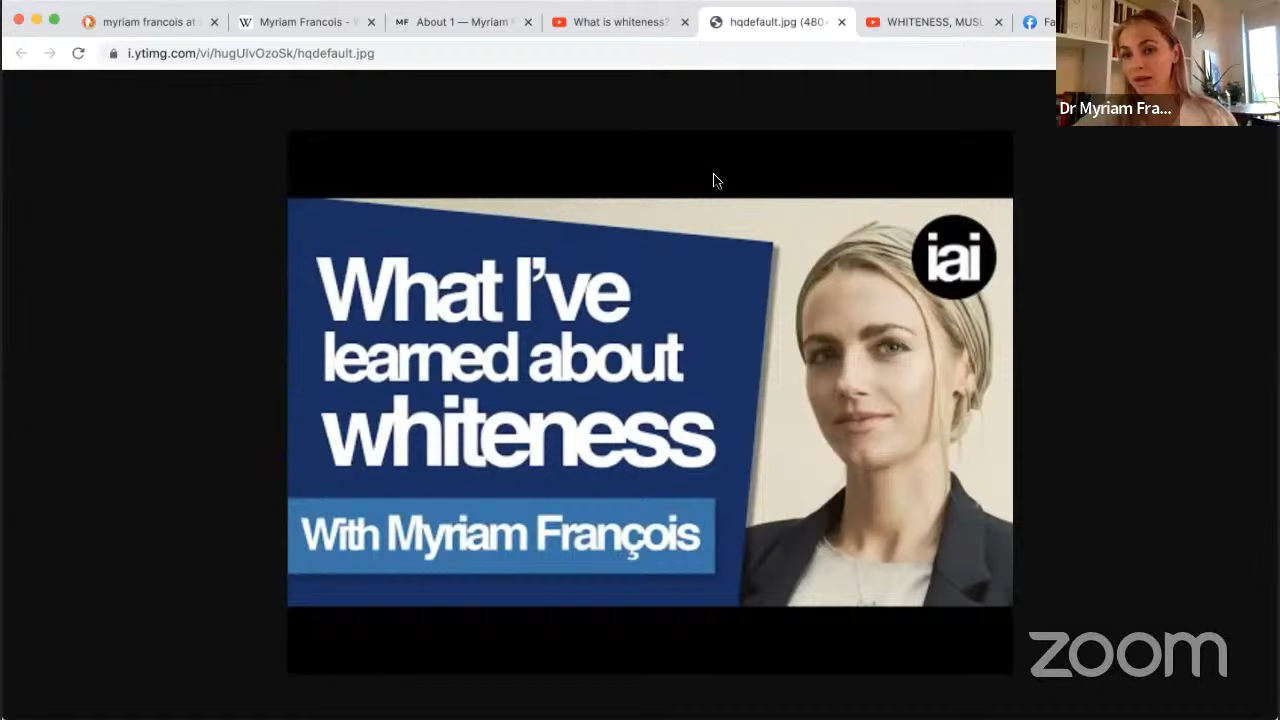 myriam francois at
Myriam Francois -
About 1 — Myriam
What is whiteness?
hqdefault.jpg (480×
WHITENESS, MUSL
i.ytimg.com/vi/hugUlvOzoSk/hqdefault.jpg
Dr Myriam Fra...
iai
What I've
learned about
whiteness
With Myriam François
zoom